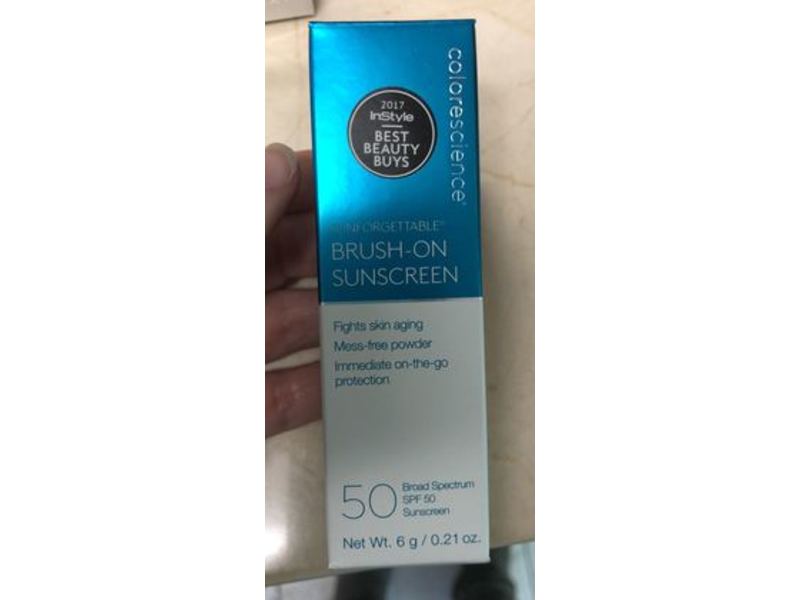 colorescience®
2017
InStyle
BEST
BEAUTY
BUYS
SUNFORGETTABLE®
BRUSH-ON
SUNSCREEN
Fights skin aging
Mess-free powder
Immediate on-the-go
protection
50
Broad Spectrum
SPF 50
Sunscreen
Net Wt. 6 g / 0.21 oz.